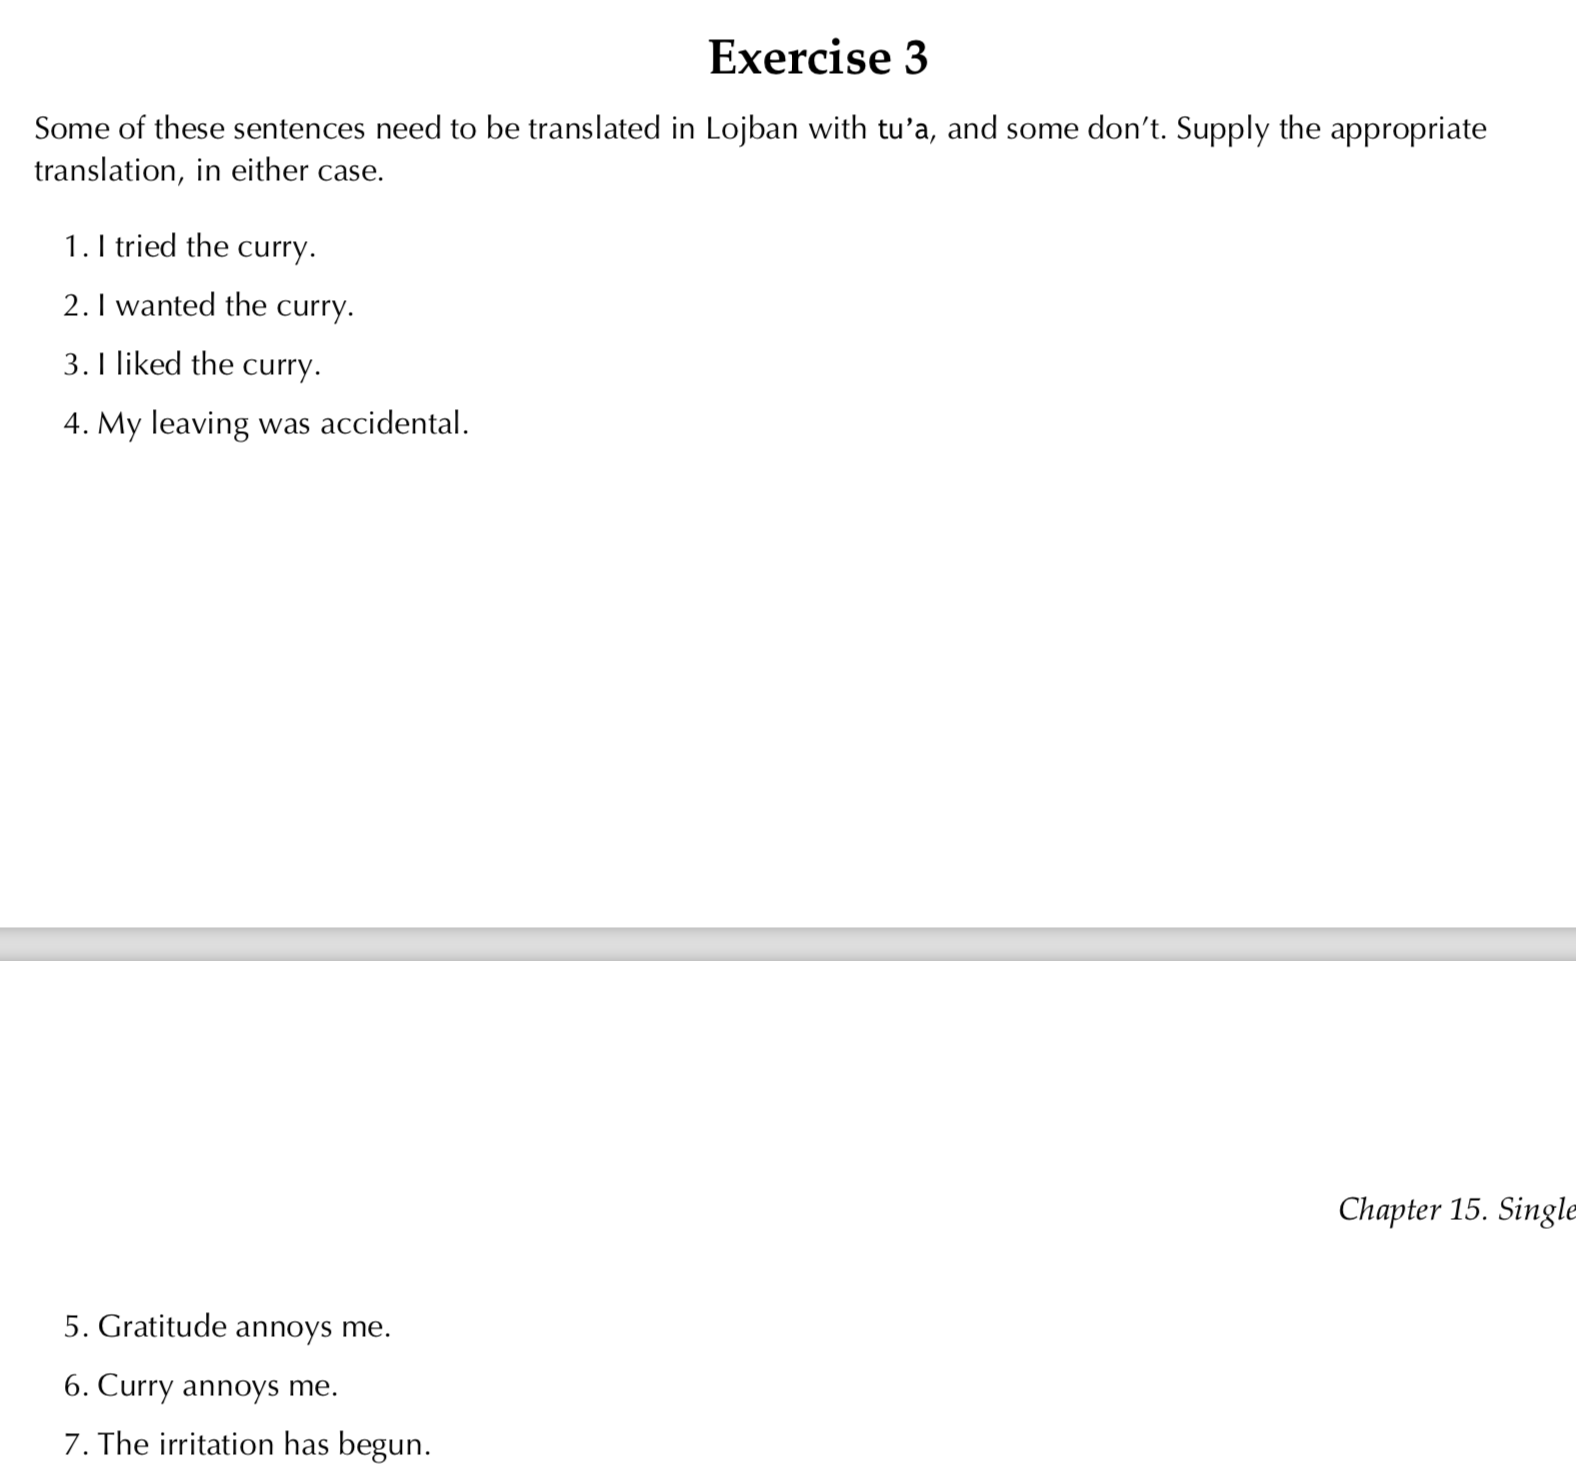 Exercise 3
Some of these sentences need to be translated in Lojban with tu’a, and some don’t. Supply the appropriate
translation, in either case.
1. I tried the curry.
2. I wanted the curry.
3. I liked the curry.
4. My leaving was accidental.
Chapter 15. Single
5. Gratitude annoys me.
6. Curry annoys me.
7. The irritation has begun.